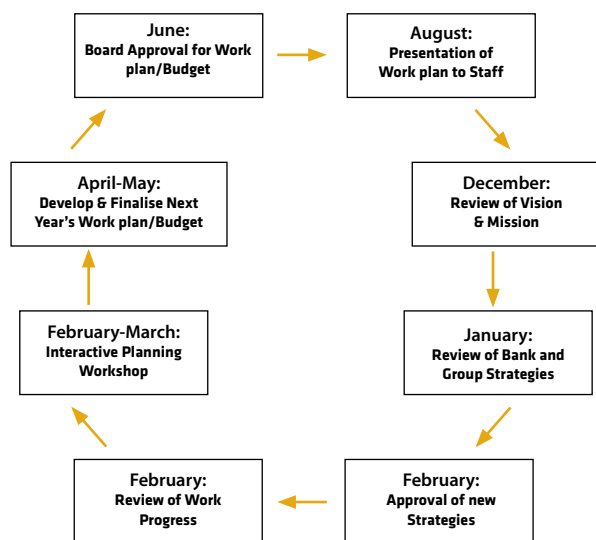 June:
Board Approval for Work
plan/Budget
August:
Presentation of
Work plan to Staff
December:
Review of Vision
& Mission
January:
Review of Bank and
Group Strategies
February:
Approval of new
Strategies
February:
Review of Work
Progress
February-March:
Interactive Planning
Workshop
April-May:
Develop & Finalise Next
Year's Work plan/Budget